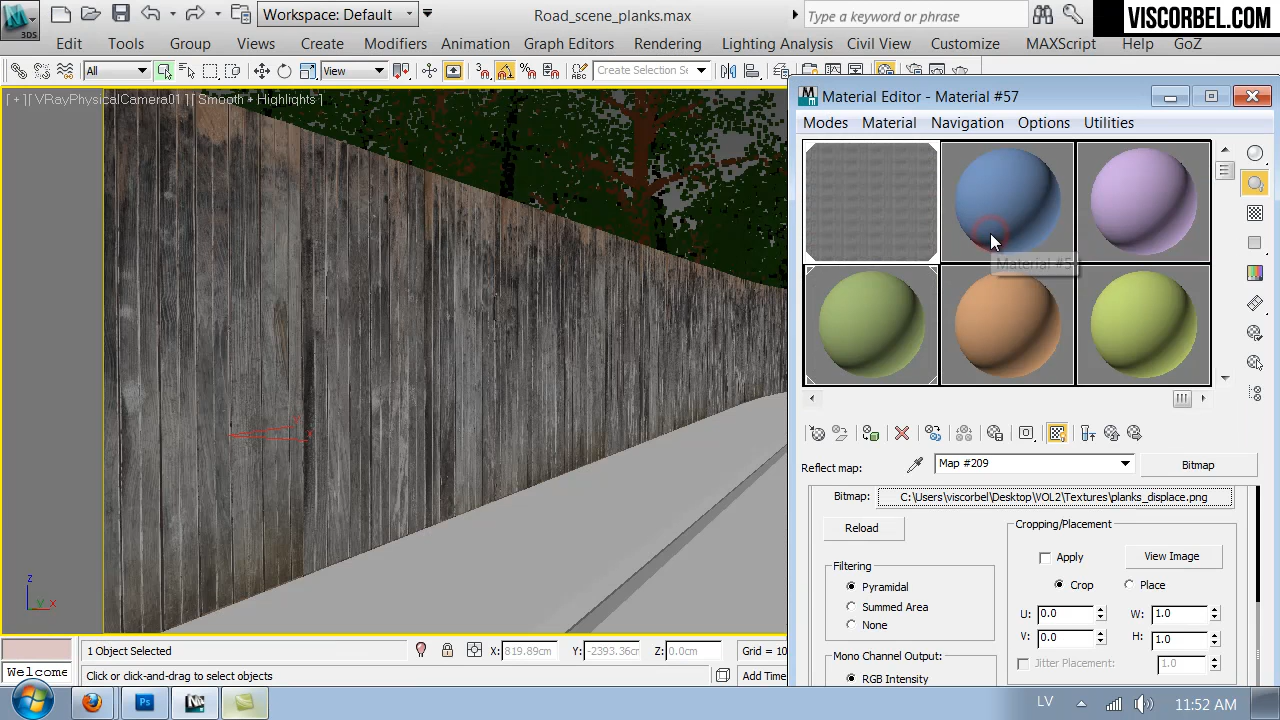 Workspace: Default
Road_scene_planks.max
Type a keyword or phrase
VISCORBEL.COM
3DS
Edit Tools Group Views Create Modifiers Animation Graph Editors Rendering Lighting Analysis Civil View Customize MAXScript Help GoZ
All
View
ABC
Create Selection Se
[ + ][ VRayPhysicalCamera01 ][ Smooth + Highlights ]
Material Editor - Material #57
Modes Material Navigation Options Utilities
Reflect map:
Map #209
Bitmap
Bitmap:
C:\Users\viscorbel\Desktop\VOL2\Textures\planks_displace.png
Reload
Cropping/Placement
Apply
View Image
Filtering
Crop
Place
Pyramidal
Summed Area
None
U: 0.0
W: 1.0
V: 0.0
H: 1.0
Jitter Placement:
1.0
Mono Channel Output:
RGB Intensity
z
x
1 Object Selected
X: 819.89cm
Y: -2393.36cm
Z: 0.0cm
Grid = 10
Welcome
Click or click-and-drag to select objects
Add Time
Ps
LV
11:52 AM